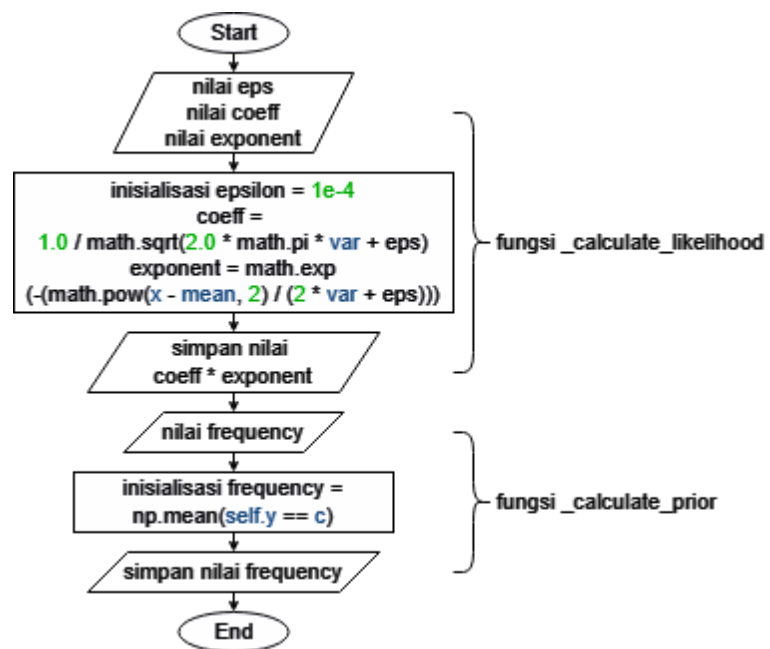 Start
nilai eps
nilai coeff
nilai exponent
inisialisasi epsilon = 1e-4
coeff =
1.0 / math.sqrt(2.0 * math.pi * var + eps)
exponent = math.exp
(-(math.pow(x - mean, 2) / (2 * var + eps)))
fungsi _calculate_likelihood
simpan nilai
coeff * exponent
nilai frequency
inisialisasi frequency =
np.mean(self.y == c)
fungsi _calculate_prior
simpan nilai frequency
End